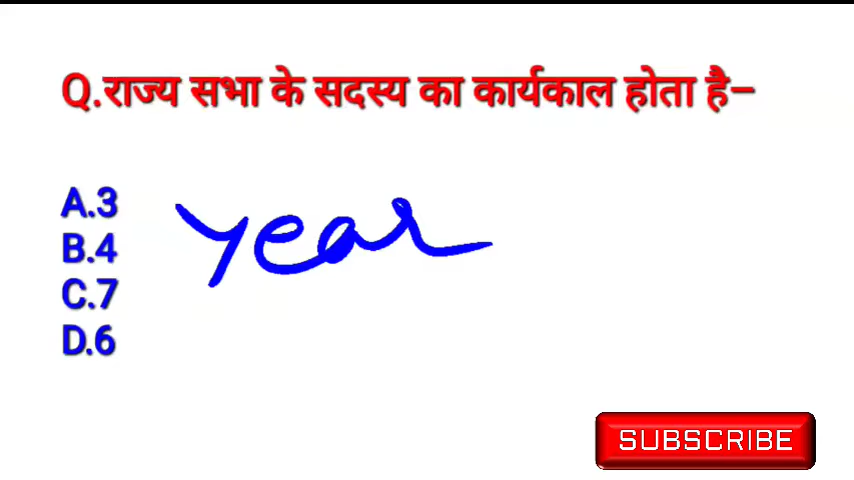 Q.राज्य सभा के सदस्य का कार्यकाल होता है–
A.3
year
B.4
C.7
D.6
SUBSCRIBE